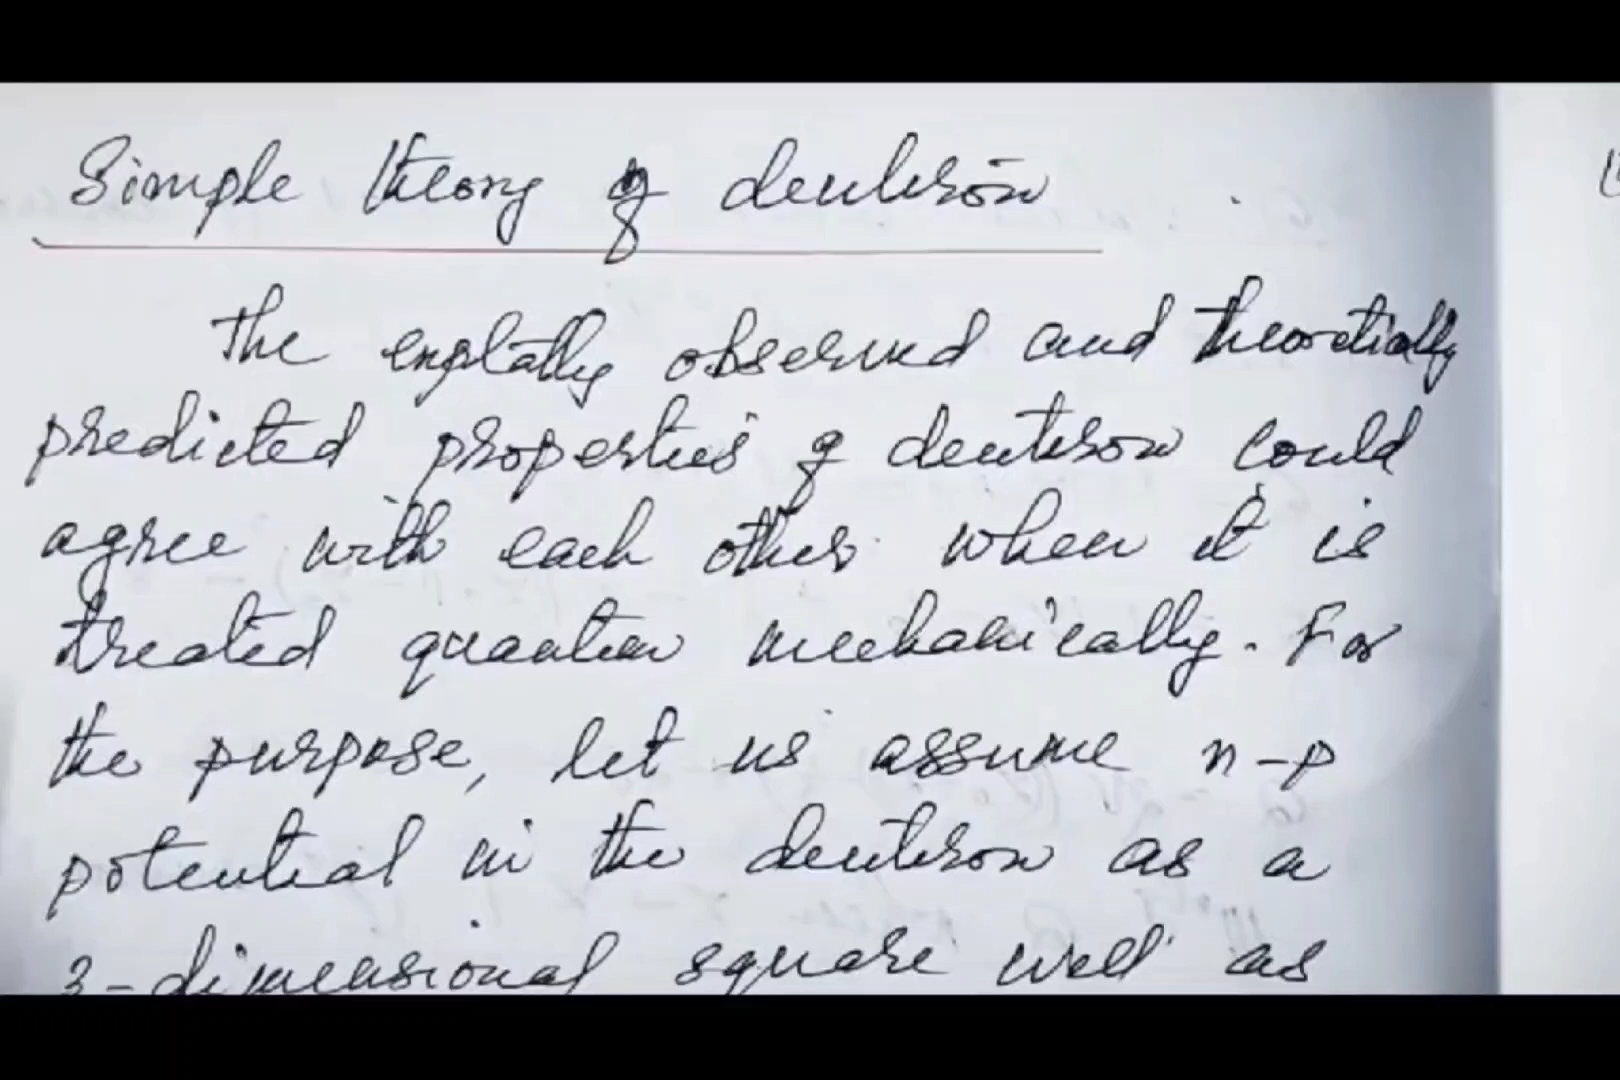 Simple theory of deuteron
The explatlly observed and theoretially
predicted properties of deuteron could
agree with each other when it is
treated quantum mechanically. For
the purpose, let us assume n-p
potential in the deuteron as a
3-dimensional square well as